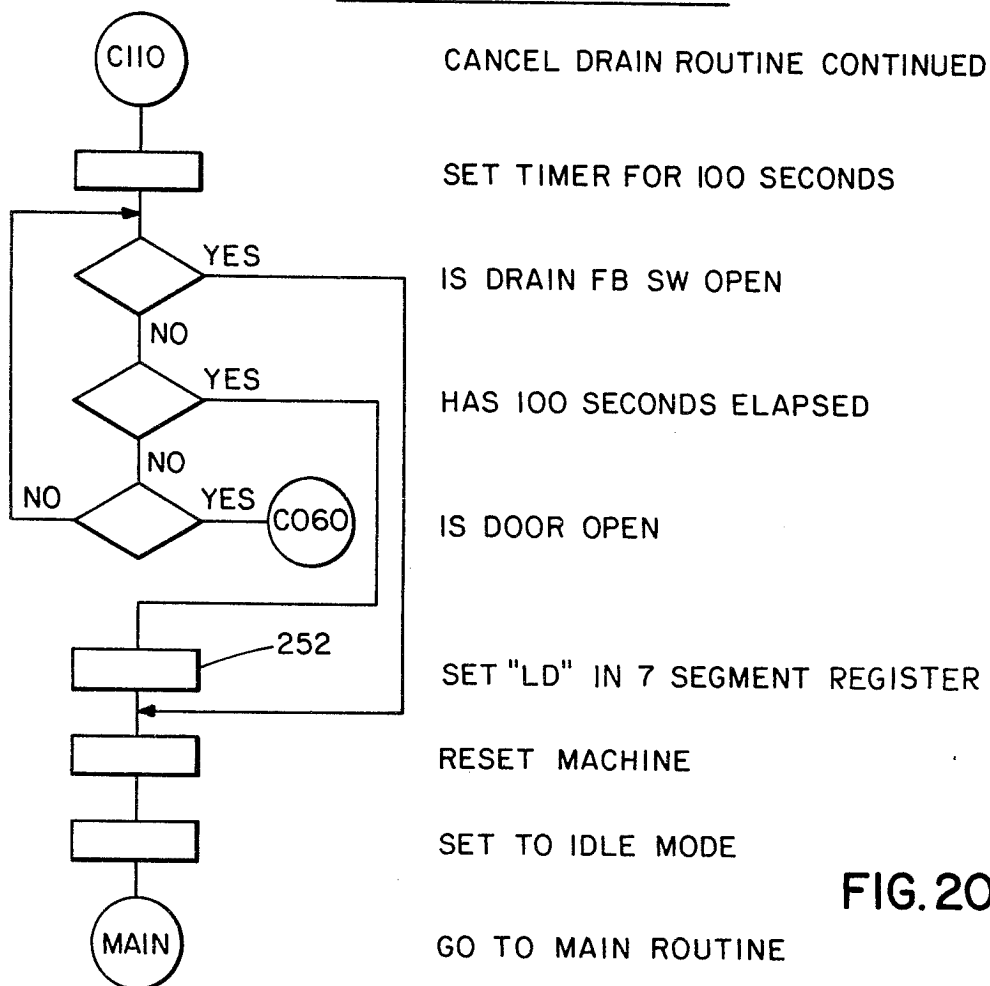 C110
CANCEL DRAIN ROUTINE CONTINUED
SET TIMER FOR 100 SECONDS
YES
IS DRAIN FB SW OPEN
NO
YES
HAS 100 SECONDS ELAPSED
NO
NO
YES
C060
IS DOOR OPEN
252
SET "LD" IN 7 SEGMENT REGISTER
RESET MACHINE
SET TO IDLE MODE
FIG. 20
MAIN
GO TO MAIN ROUTINE